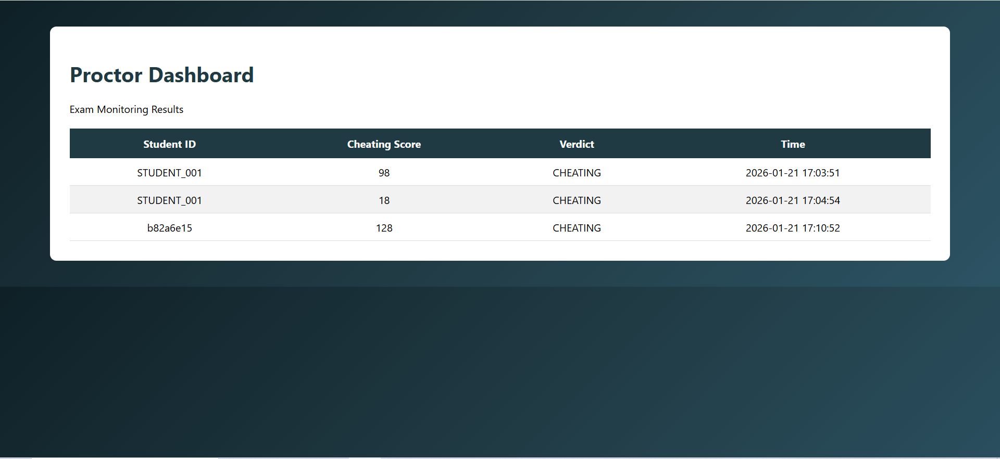 Proctor Dashboard
Exam Monitoring Results
Student ID Cheating Score Verdict Time
STUDENT_001 98 CHEATING 2026-01-21 17:03:51
STUDENT_001 18 CHEATING 2026-01-21 17:04:54
b82a6e15 128 CHEATING 2026-01-21 17:10:52